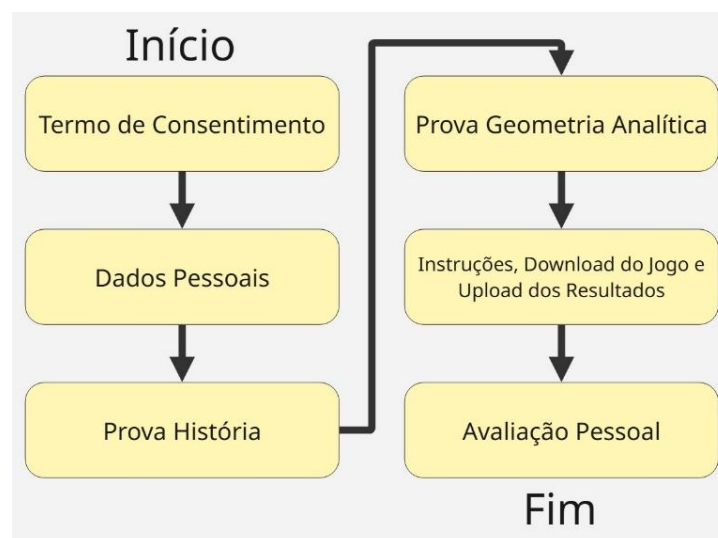 Início
Termo de Consentimento
Dados Pessoais
Prova História
Prova Geometria Analítica
Instruções, Download do Jogo e
Upload dos Resultados
Avaliação Pessoal
Fim